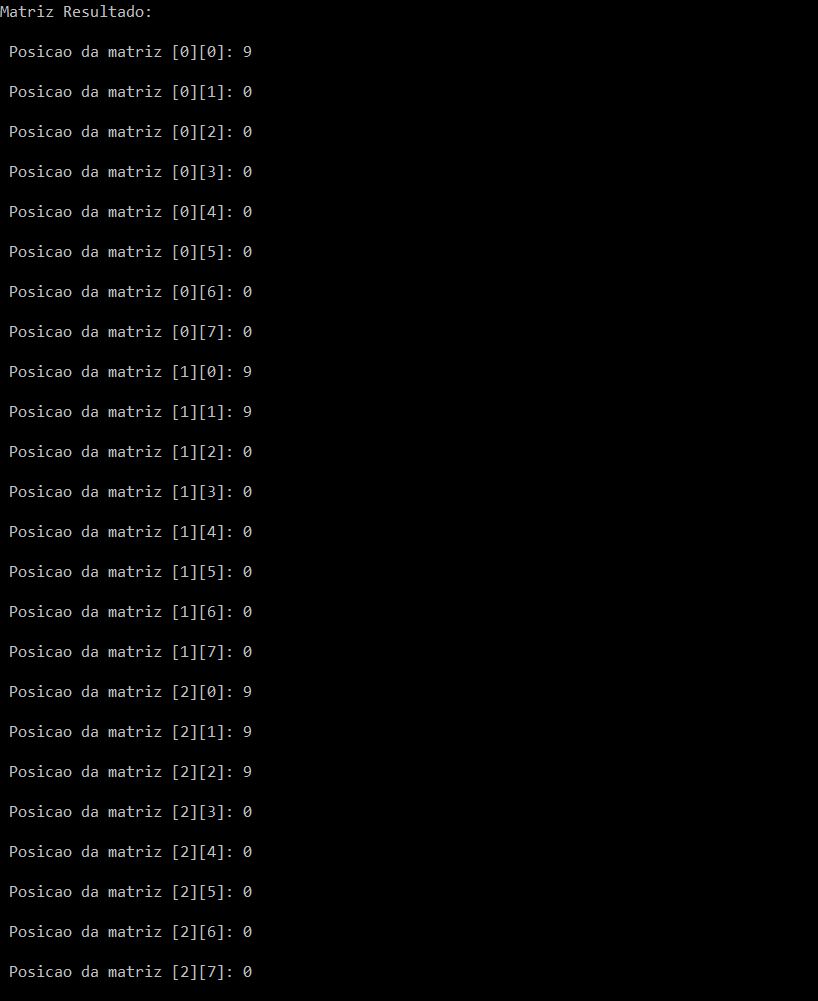 Matriz Resultado:
Posicao da matriz [0][0]: 9
Posicao da matriz [0][1]: 0
Posicao da matriz [0][2]: 0
Posicao da matriz [0][3]: 0
Posicao da matriz [0][4]: 0
Posicao da matriz [0][5]: 0
Posicao da matriz [0][6]: 0
Posicao da matriz [0][7]: 0
Posicao da matriz [1][0]: 9
Posicao da matriz [1][1]: 9
Posicao da matriz [1][2]: 0
Posicao da matriz [1][3]: 0
Posicao da matriz [1][4]: 0
Posicao da matriz [1][5]: 0
Posicao da matriz [1][6]: 0
Posicao da matriz [1][7]: 0
Posicao da matriz [2][0]: 9
Posicao da matriz [2][1]: 9
Posicao da matriz [2][2]: 9
Posicao da matriz [2][3]: 0
Posicao da matriz [2][4]: 0
Posicao da matriz [2][5]: 0
Posicao da matriz [2][6]: 0
Posicao da matriz [2][7]: 0